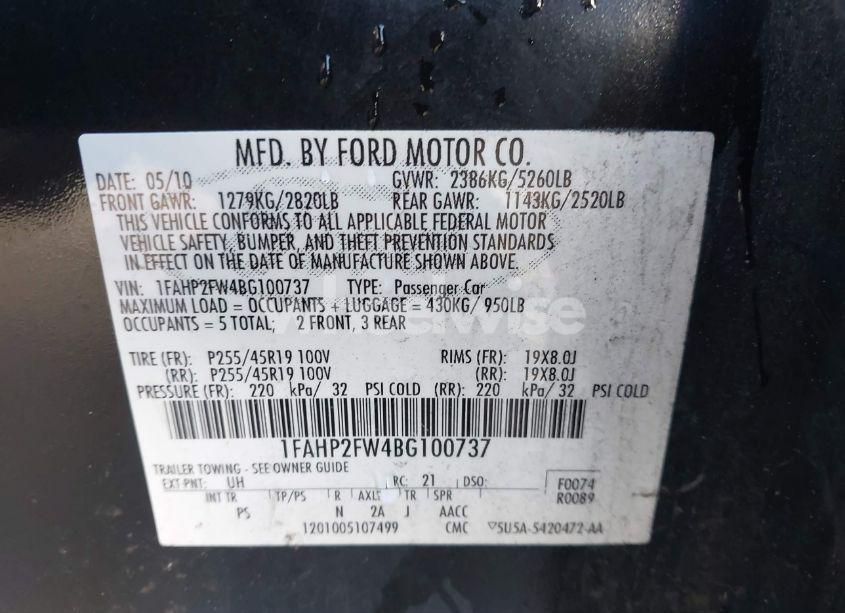 MFD. BY FORD MOTOR CO.
DATE: 05/10 GVWR: 2386KG/5260LB
FRONT GAWR: 1279KG/2820LB REAR GAWR: 1143KG/2520LB
THIS VEHICLE CONFORMS TO ALL APPLICABLE FEDERAL MOTOR
VEHICLE SAFETY, BUMPER, AND THEFT PREVENTION STANDARDS
IN EFFECT ON THE DATE OF MANUFACTURE SHOWN ABOVE.
VIN: 1FAHP2FW4BG100737 TYPE: Passenger Car
MAXIMUM LOAD = OCCUPANTS + LUGGAGE = 430KG/ 950LB
OCCUPANTS = 5 TOTAL; 2 FRONT, 3 REAR
TIRE (FR): P255/45R19 100V RIMS (FR): 19X8.0J
(RR): P255/45R19 100V (RR): 19X8.0J
PRESSURE (FR): 220 kPa/ 32 PSI COLD (RR): 220 kPa/ 32 PSI COLD
1FAHP2FW4BG100737
TRAILER TOWING - SEE OWNER GUIDE
EXT PNT: UH RC: 21 DSO: F0074
R0089
INT TR TP/PS R AXLE TR SPR
PS N 2A J AACC
1201005107499 CMC 5U5A-5420472-AA